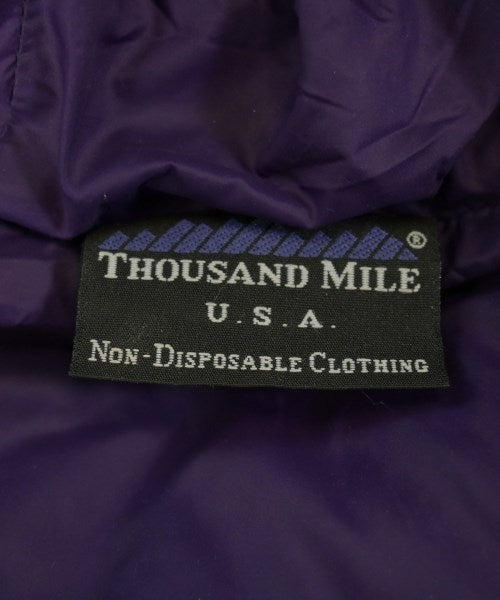 ®
THOUSAND MILE
U.S.A.
NON-DISPOSABLE CLOTHING